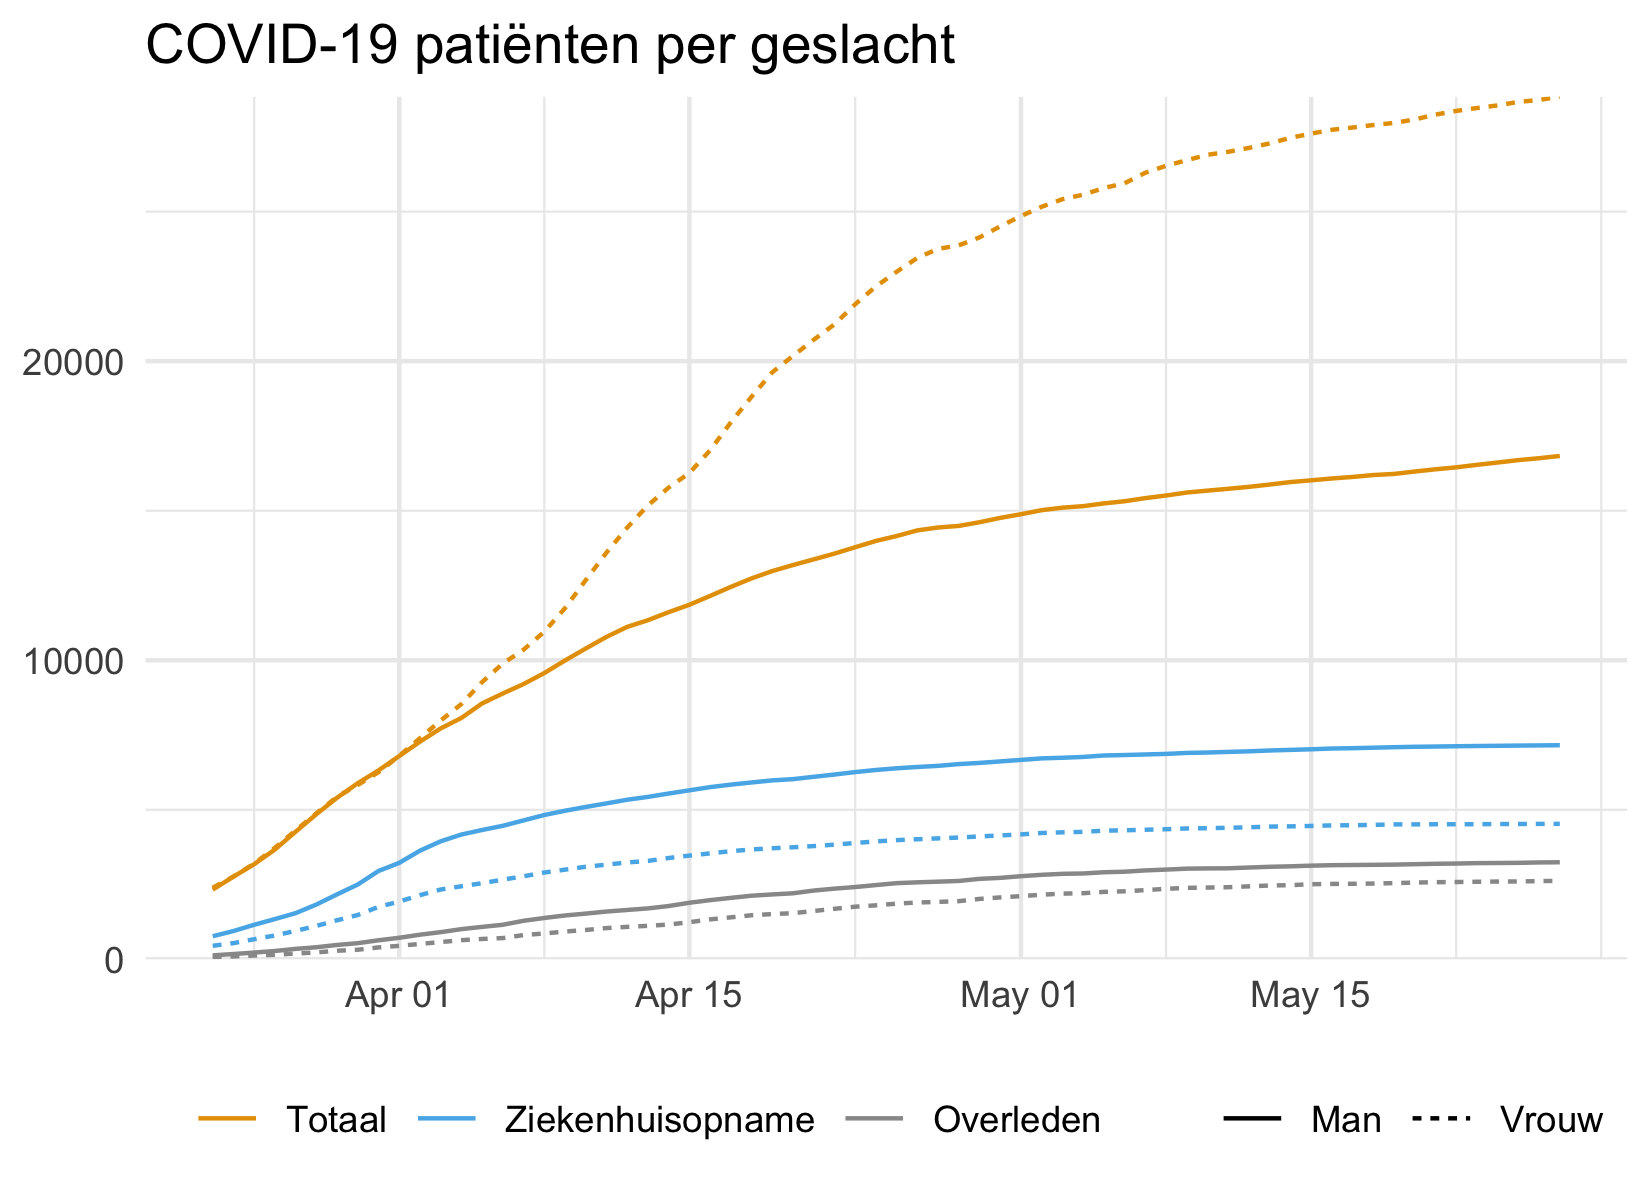 COVID-19 patiënten per geslacht
20000
10000
0
Apr 01 Apr 15 May 01 May 15
Totaal Ziekenhuisopname Overleden Man Vrouw